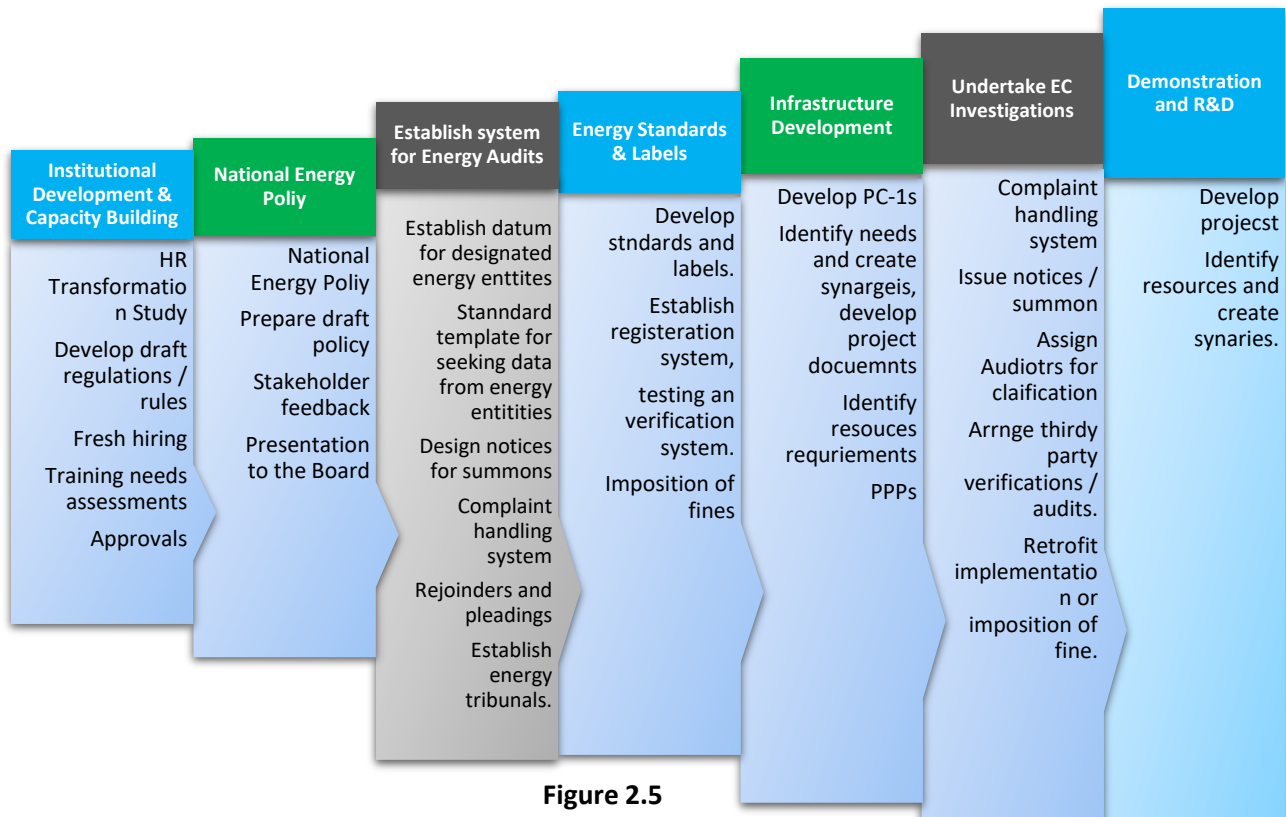 Institutional
Development &
Capacity Building
HR
Transformatio
n Study
Develop draft
regulations /
rules
Fresh hiring
Training needs
assessments
Approvals
National Energy
Poliy
National
Energy Poliy
Prepare draft
policy
Stakeholder
feedback
Presentation
to the Board
Establish system
for Energy Audits
Establish datum
for designated
energy enttites
Stanndard
template for
seeking data
from energy
entitities
Design notices
for summons
Complaint
handling
system
Rejoinders and
pleadings
Establish
energy
tribunals.
Energy Standards
& Labels
Develop
stndards and
labels.
Establish
registeration
system,
testing an
verification
system.
Imposition of
fines
Infrastructure
Development
Develop PC-1s
Identify needs
and create
synargeis,
develop
project
docuemnts
Identify
resouces
requriements
PPPs
Undertake EC
Investigations
Complaint
handling
system
Issue notices /
summon
Assign
Audiotrs for
claification
Arrnge thirdy
party
verifications /
audits.
Retrofit
implementatio
n or
imposition of
fine.
Demonstration
and R&D
Develop
projecst
Identify
resources and
create
synaries.
Figure 2.5